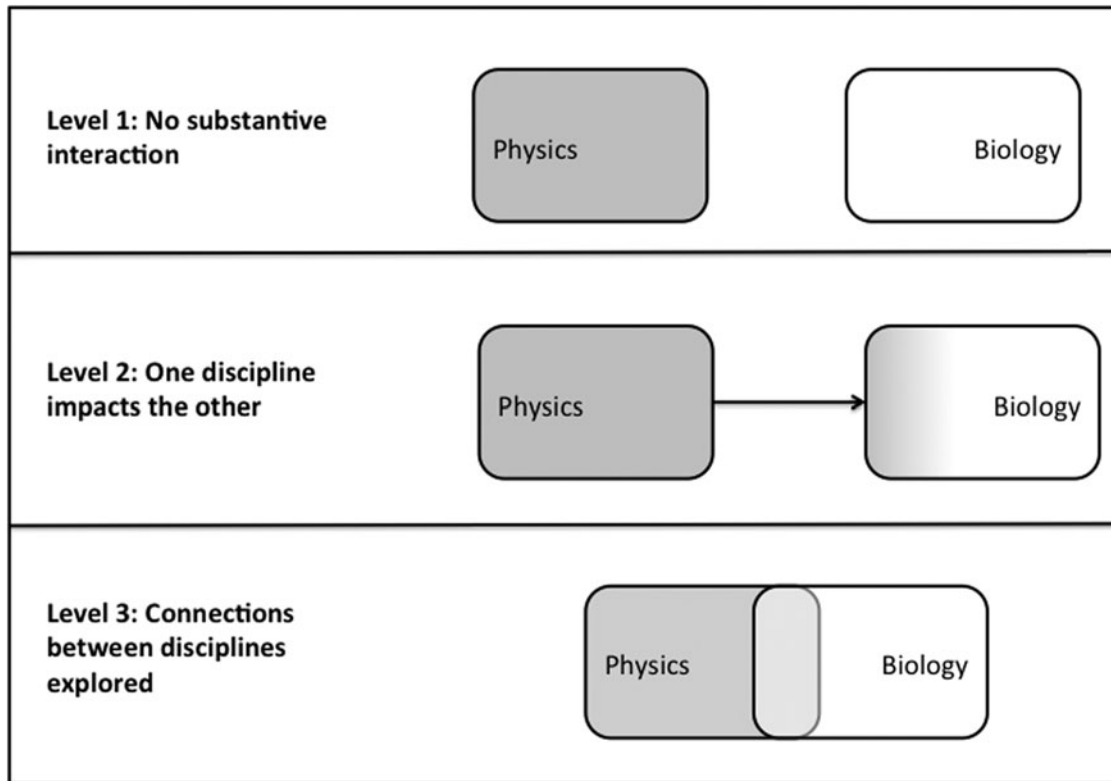 Level 1: No substantive
interaction
Physics
Biology
Level 2: One discipline
impacts the other
Physics
Biology
Level 3: Connections
between disciplines
explored
Physics
Biology